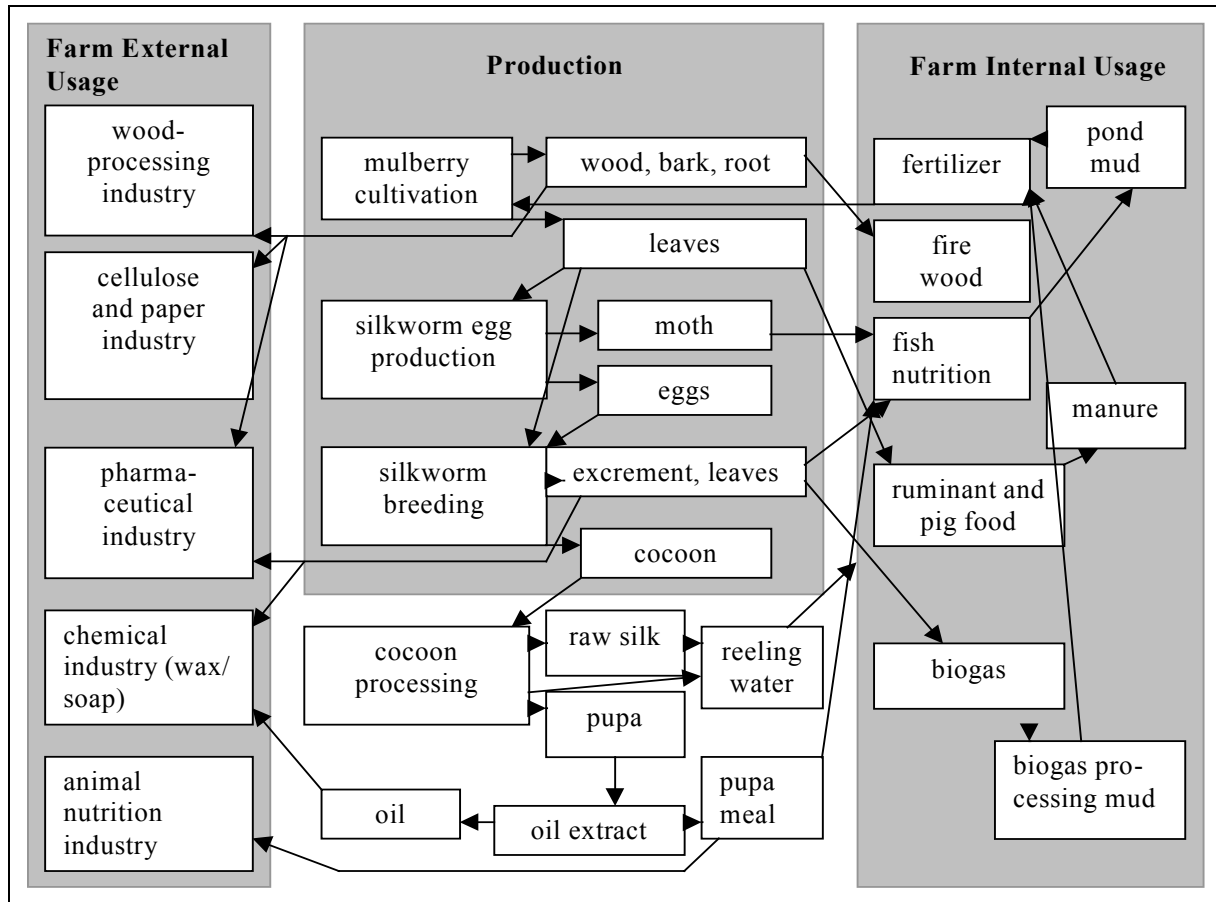 Farm External
Usage
wood-
processing
industry
cellulose
and paper
industry
pharma-
ceutical
industry
chemical
industry (wax/
soap)
animal
nutrition
industry
Production
mulberry
cultivation
wood, bark, root
leaves
silkworm egg
production
moth
eggs
silkworm
breeding
excrement, leaves
cocoon
cocoon
processing
raw silk
reeling
water
pupa
oil
oil extract
pupa
meal
Farm Internal Usage
fertilizer
pond
mud
fire
wood
fish
nutrition
manure
ruminant and
pig food
biogas
biogas pro-
cessing mud